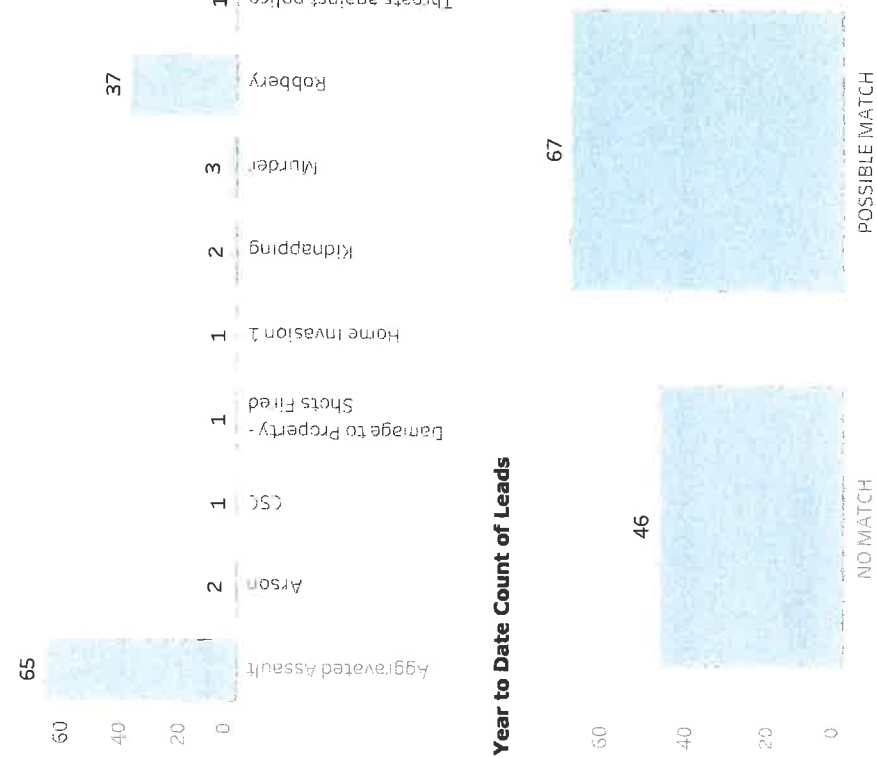 65
37
3
2
1
1
1
2
1
60
40
20
0
Aggravated Assault
Arson
CSC
Damage to Property -
Shots Fired
Home Invasion 1
Kidnapping
Murder
Robbery
Threats against police
Year to Date Count of Leads
67
46
60
40
20
0
NO MATCH
POSSIBLE MATCH